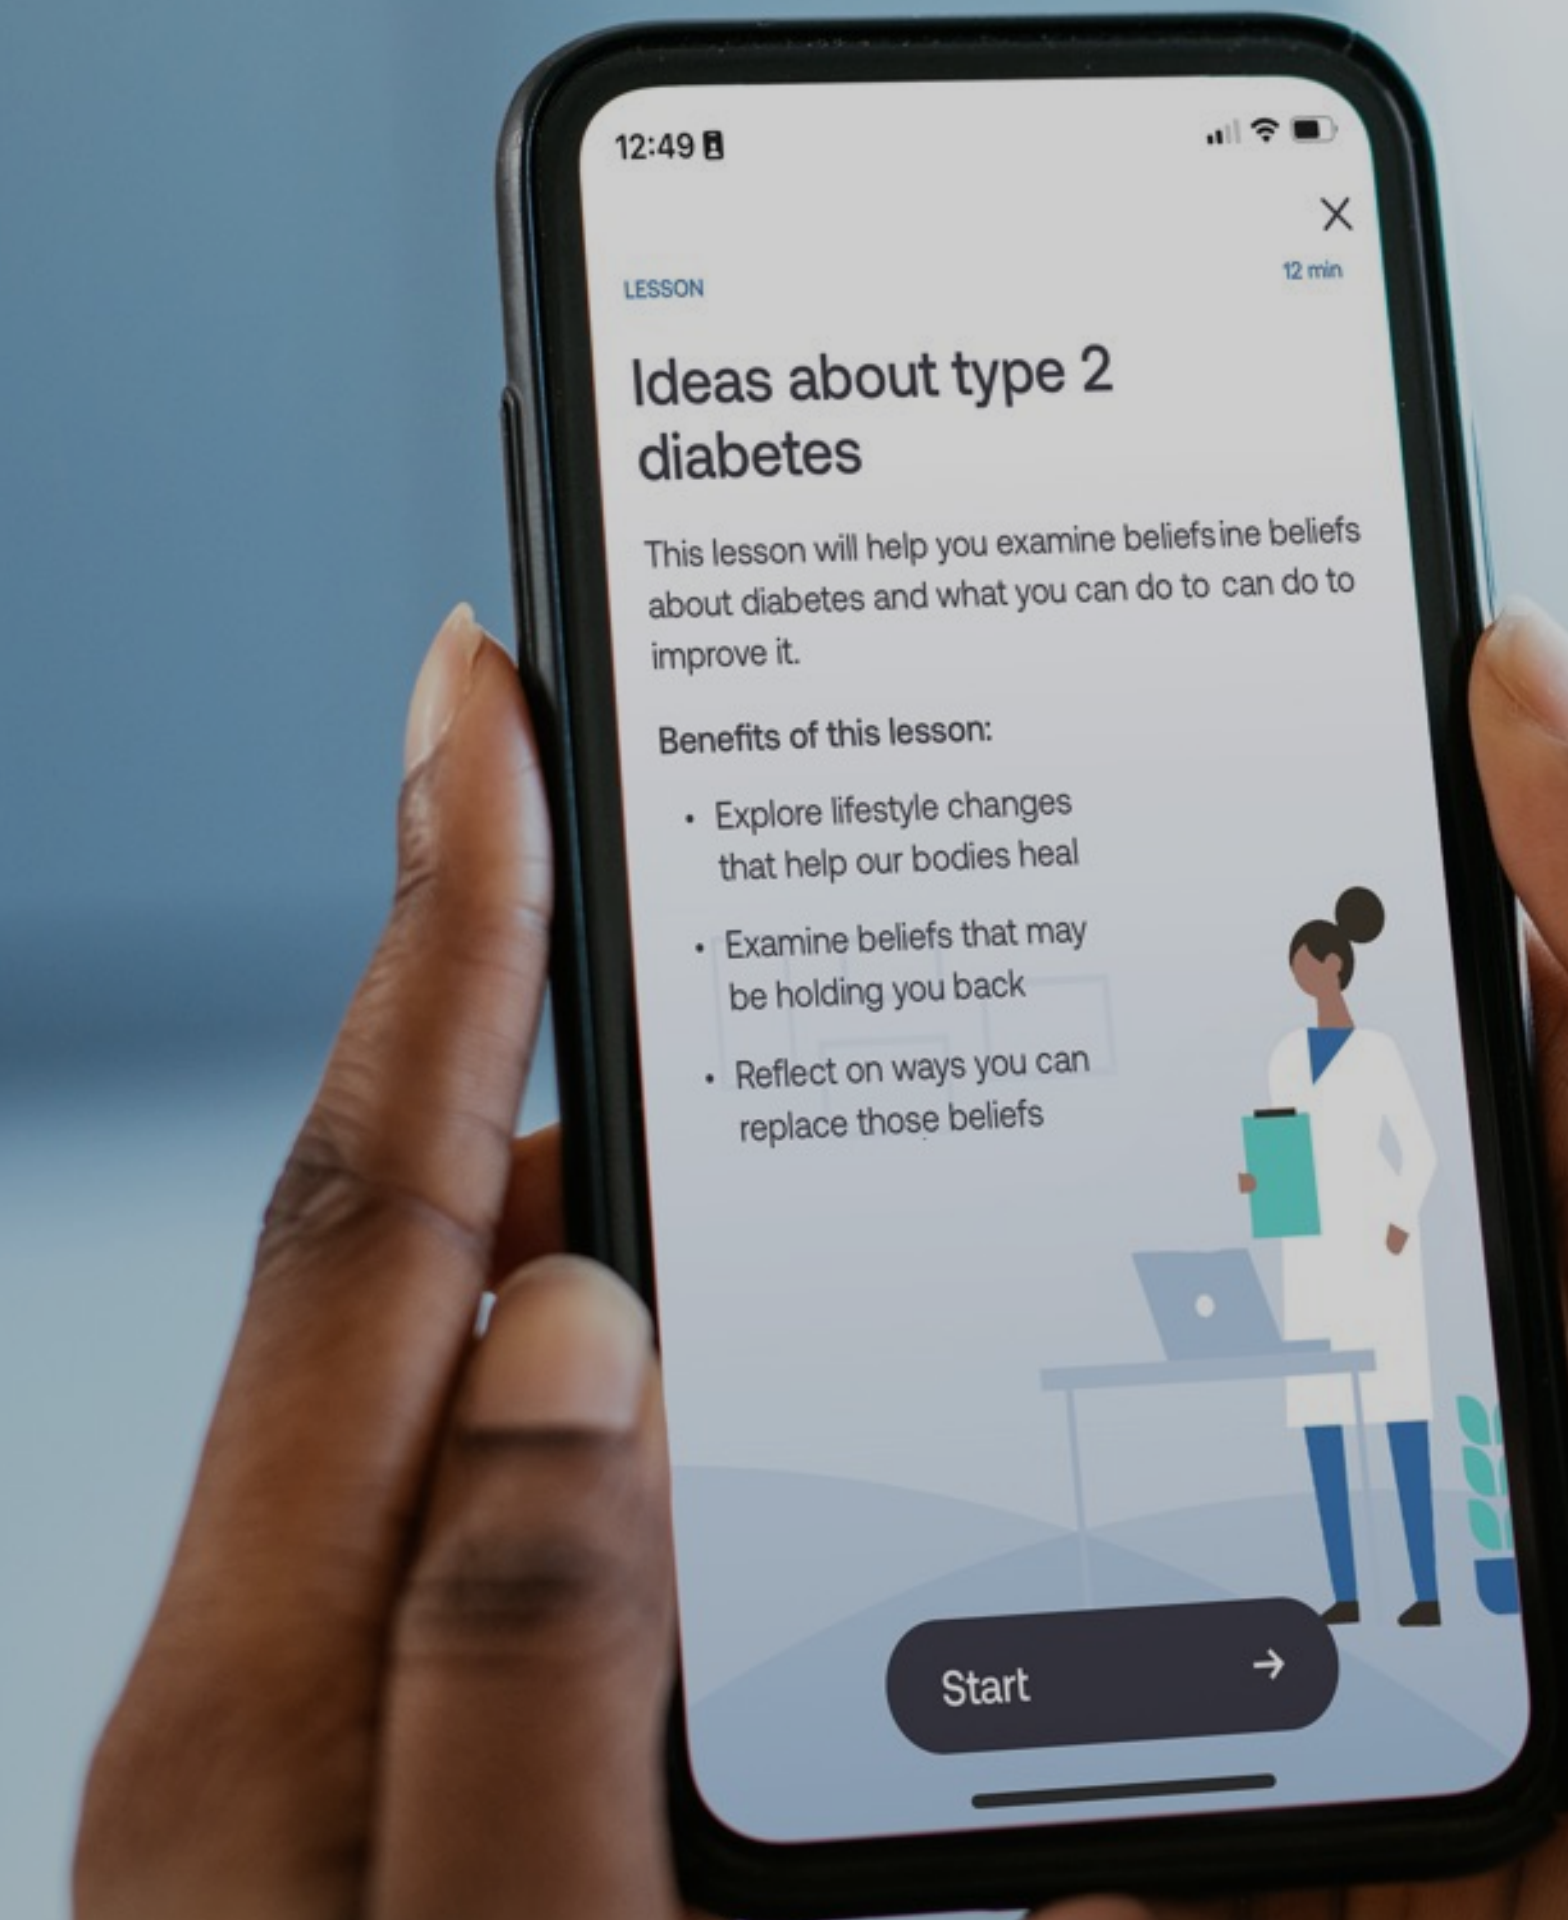 12:49
LESSON
12 min
Ideas about type 2
diabetes
This lesson will help you examine beliefs ine beliefs
about diabetes and what you can do to can do to
improve it.
Benefits of this lesson:
• Explore lifestyle changes
that help our bodies heal
• Examine beliefs that may
be holding you back
• Reflect on ways you can
replace those beliefs
Start →